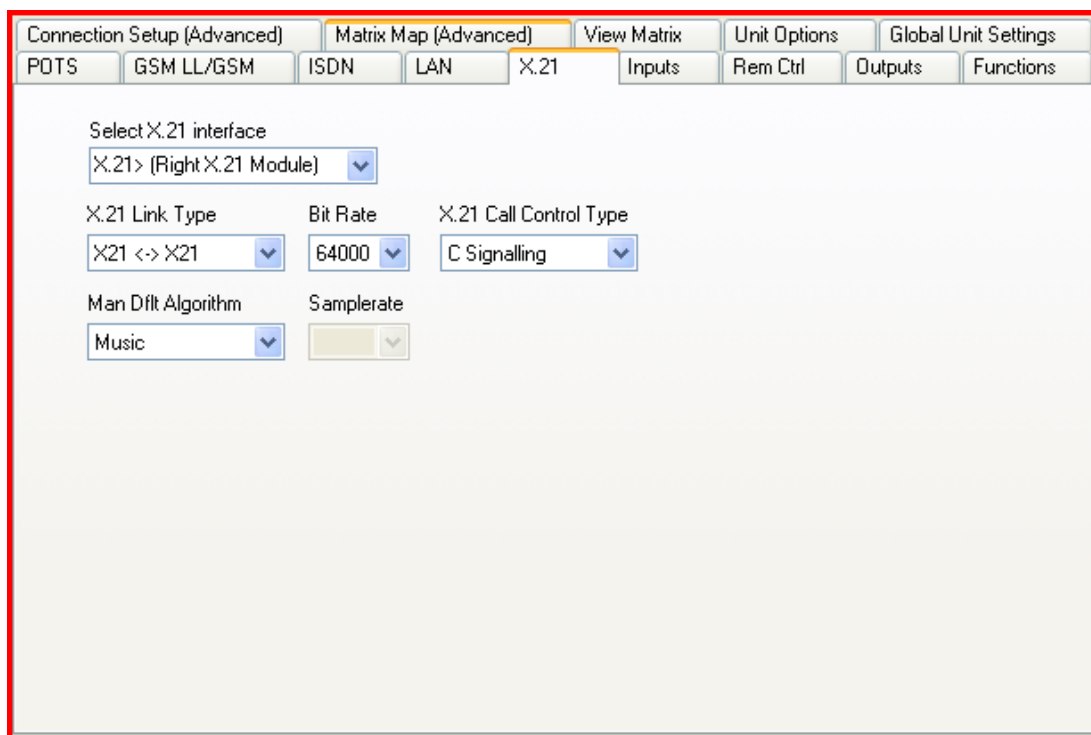 Connection Setup (Advanced) Matrix Map (Advanced) View Matrix Unit Options Global Unit Settings
POTS GSM LL/GSM ISDN LAN X.21 Inputs Rem Ctrl Outputs Functions
Select X.21 interface
X.21> (Right X.21 Module)
X.21 Link Type Bit Rate X.21 Call Control Type
X21 <-> X21 64000 C Signalling
Man Dflt Algorithm Samplerate
Music